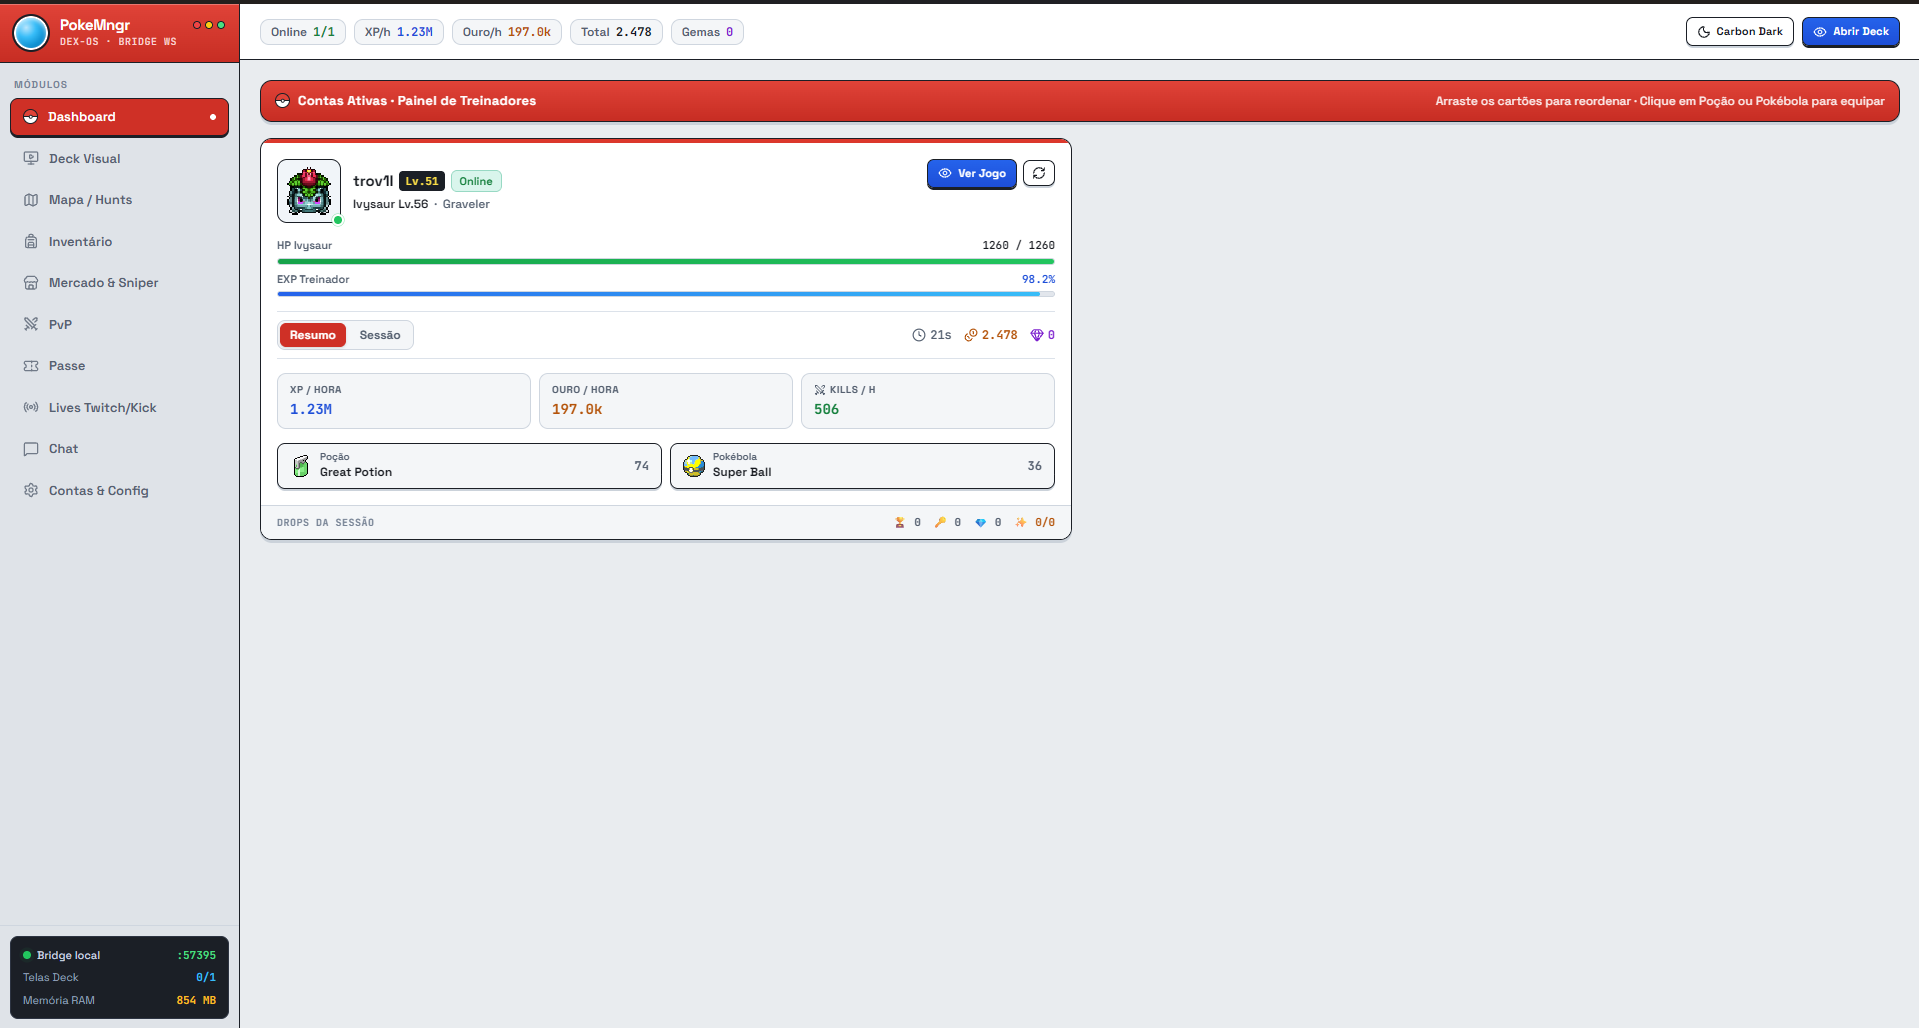 PokeMngr
DEX-OS · BRIDGE WS
MÓDULOS
Dashboard
Deck Visual
Mapa / Hunts
Inventário
Mercado & Sniper
PvP
Passe
Lives Twitch/Kick
Chat
Contas & Config
Bridge local :57395
Telas Deck 0/1
Memória RAM 854 MB
Online 1/1
XP/h 1.23M
Ouro/h 197.0k
Total 2.478
Gemas 0
Carbon Dark
Abrir Deck
Contas Ativas · Painel de Treinadores
Arraste os cartões para reordenar · Clique em Poção ou Pokébola para equipar
trov1l Lv.51 Online
Ivysaur Lv.56 · Graveler
Ver Jogo
HP Ivysaur 1260 / 1260
EXP Treinador 98.2%
Resumo Sessão
21s 2.478 0
XP / HORA
1.23M
OURO / HORA
197.0k
KILLS / H
506
Poção
Great Potion 74
Pokébola
Super Ball 36
DROPS DA SESSÃO 0 0 0 0/0